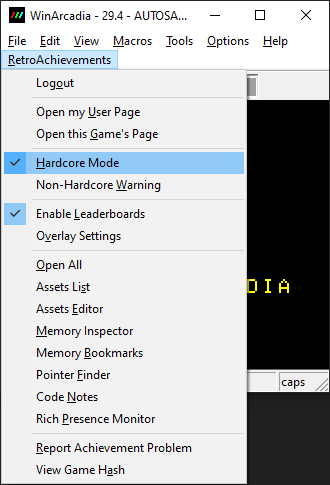 WinArcadia - 29.4 - AUTOSA...
File Edit View Macros Tools Options Help
RetroAchievements
Logout
Open my User Page
Open this Game's Page
Hardcore Mode
Non-Hardcore Warning
Enable Leaderboards
Overlay Settings
Open All
Assets List
Assets Editor
DIA
Memory Inspector
Memory Bookmarks
Pointer Finder
caps
Code Notes
Rich Presence Monitor
Report Achievement Problem
View Game Hash